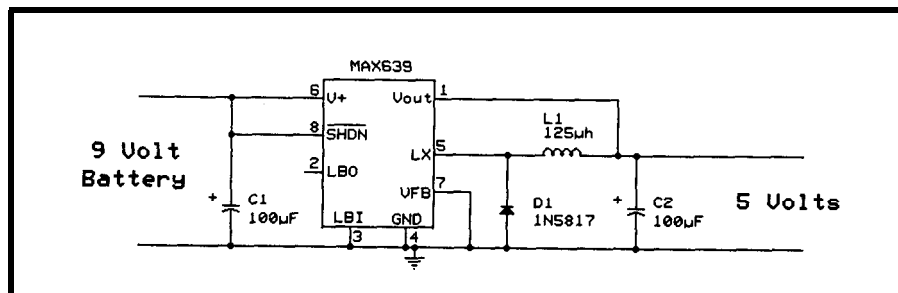 MAX639
6 V+
Vout 1
8 SHDN
L1
125µh
LX 5
2 LBO
9 Volt
Battery
VFB 7
+ C1
100µF
D1
1N5817
+ C2
100µF
5 Volts
LBI GND
3 4